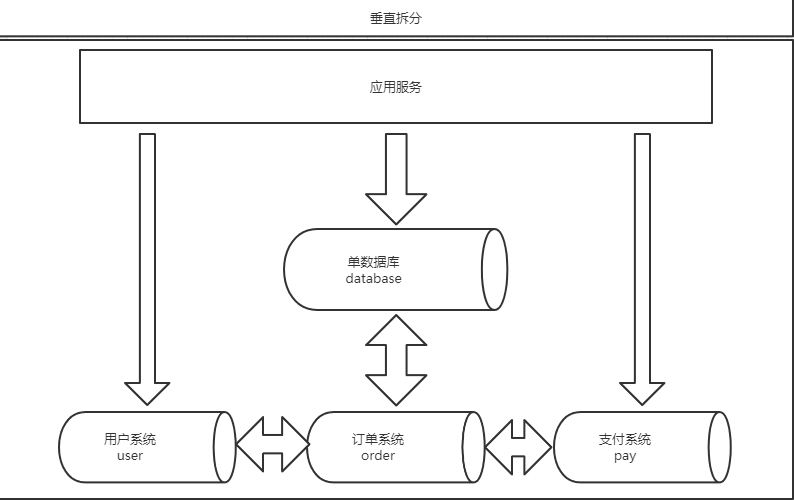 垂直拆分
应用服务
单数据库
database
用户系统
user
订单系统
order
支付系统
pay